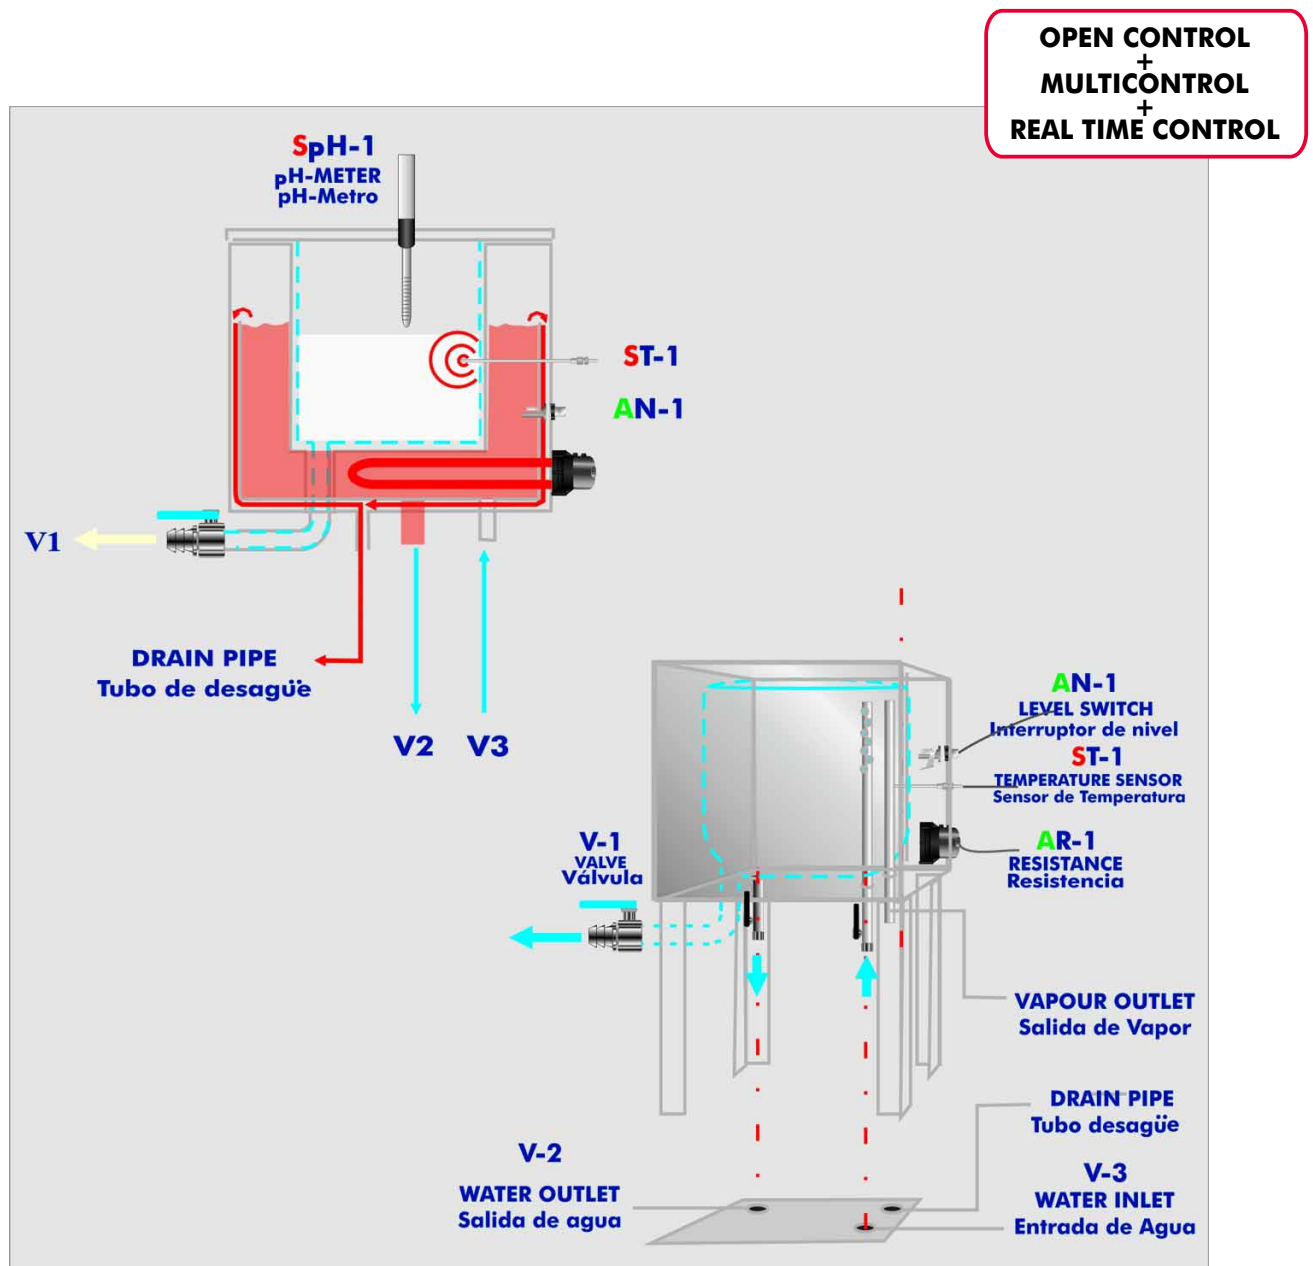 OPEN CONTROL
+
MULTICONTROL
+
REAL TIME CONTROL
SpH-1
pH-METER
pH-Metro
ST-1
AN-1
V1
DRAIN PIPE
Tubo de desagüe
V2
V3
AN-1
LEVEL SWITCH
Interruptor de nivel
ST-1
TEMPERATURE SENSOR
Sensor de Temperatura
V-1
VALVE
Válvula
AR-1
RESISTANCE
Resistencia
VAPOUR OUTLET
Salida de Vapor
DRAIN PIPE
Tubo desagüe
V-2
WATER OUTLET
Salida de agua
V-3
WATER INLET
Entrada de Agua